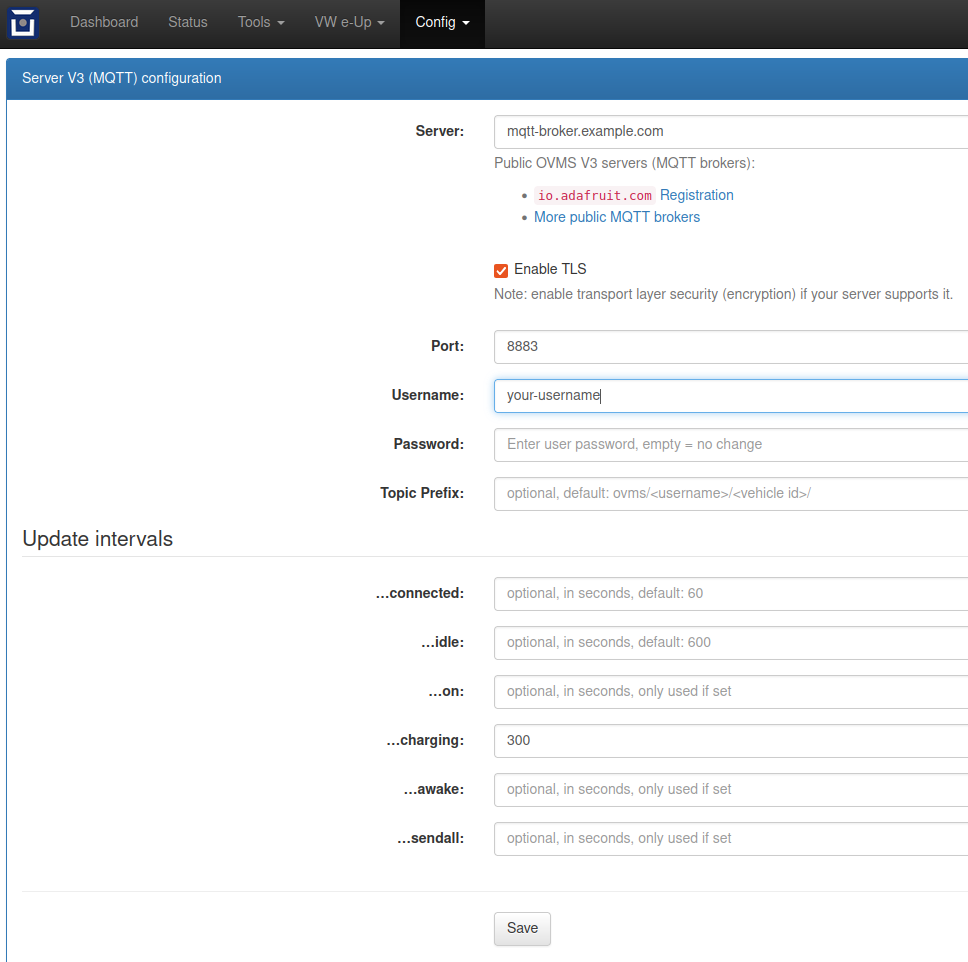 Dashboard Status Tools VW e-Up Config
Server V3 (MQTT) configuration
Server: mqtt-broker.example.com
Public OVMS V3 servers (MQTT brokers):
• io.adafruit.com Registration
• More public MQTT brokers
Enable TLS
Note: enable transport layer security (encryption) if your server supports it.
Port: 8883
Username: your-username
Password: Enter user password, empty = no change
Topic Prefix: optional, default: ovms/<username>/<vehicle id>/
Update intervals
…connected: optional, in seconds, default: 60
…idle: optional, in seconds, default: 600
…on: optional, in seconds, only used if set
…charging: 300
…awake: optional, in seconds, only used if set
…sendall: optional, in seconds, only used if set
Save